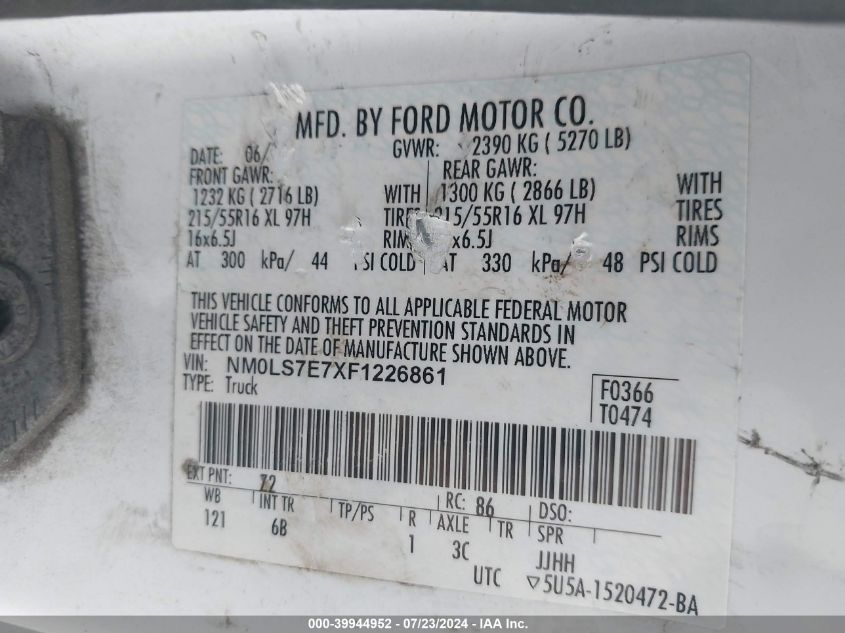 MFD. BY FORD MOTOR CO.
DATE: 06/ GVWR: 2390 KG ( 5270 LB)
FRONT GAWR: REAR GAWR:
1232 KG ( 2716 LB) WITH 1300 KG ( 2866 LB) WITH
215/55R16 XL 97H TIRES 215/55R16 XL 97H TIRES
16x6.5J x6.5J RIMS
AT 300 kPa/ 44 PSI COLD AT 330 kPa/ 48 PSI COLD
THIS VEHICLE CONFORMS TO ALL APPLICABLE FEDERAL MOTOR
VEHICLE SAFETY AND THEFT PREVENTION STANDARDS IN
EFFECT ON THE DATE OF MANUFACTURE SHOWN ABOVE.
VIN: NM0LS7E7XF1226861
TYPE: Truck
F0366
T0474
EXT PNT: Z2 RC: 86 DSO:
WB INT TR TP/PS R AXLE TR SPR
121 6B 1 3C JJHH
UTC ▽5U5A-1520472-BA
000-39944952 / 07/23/2024 - IAA Inc.